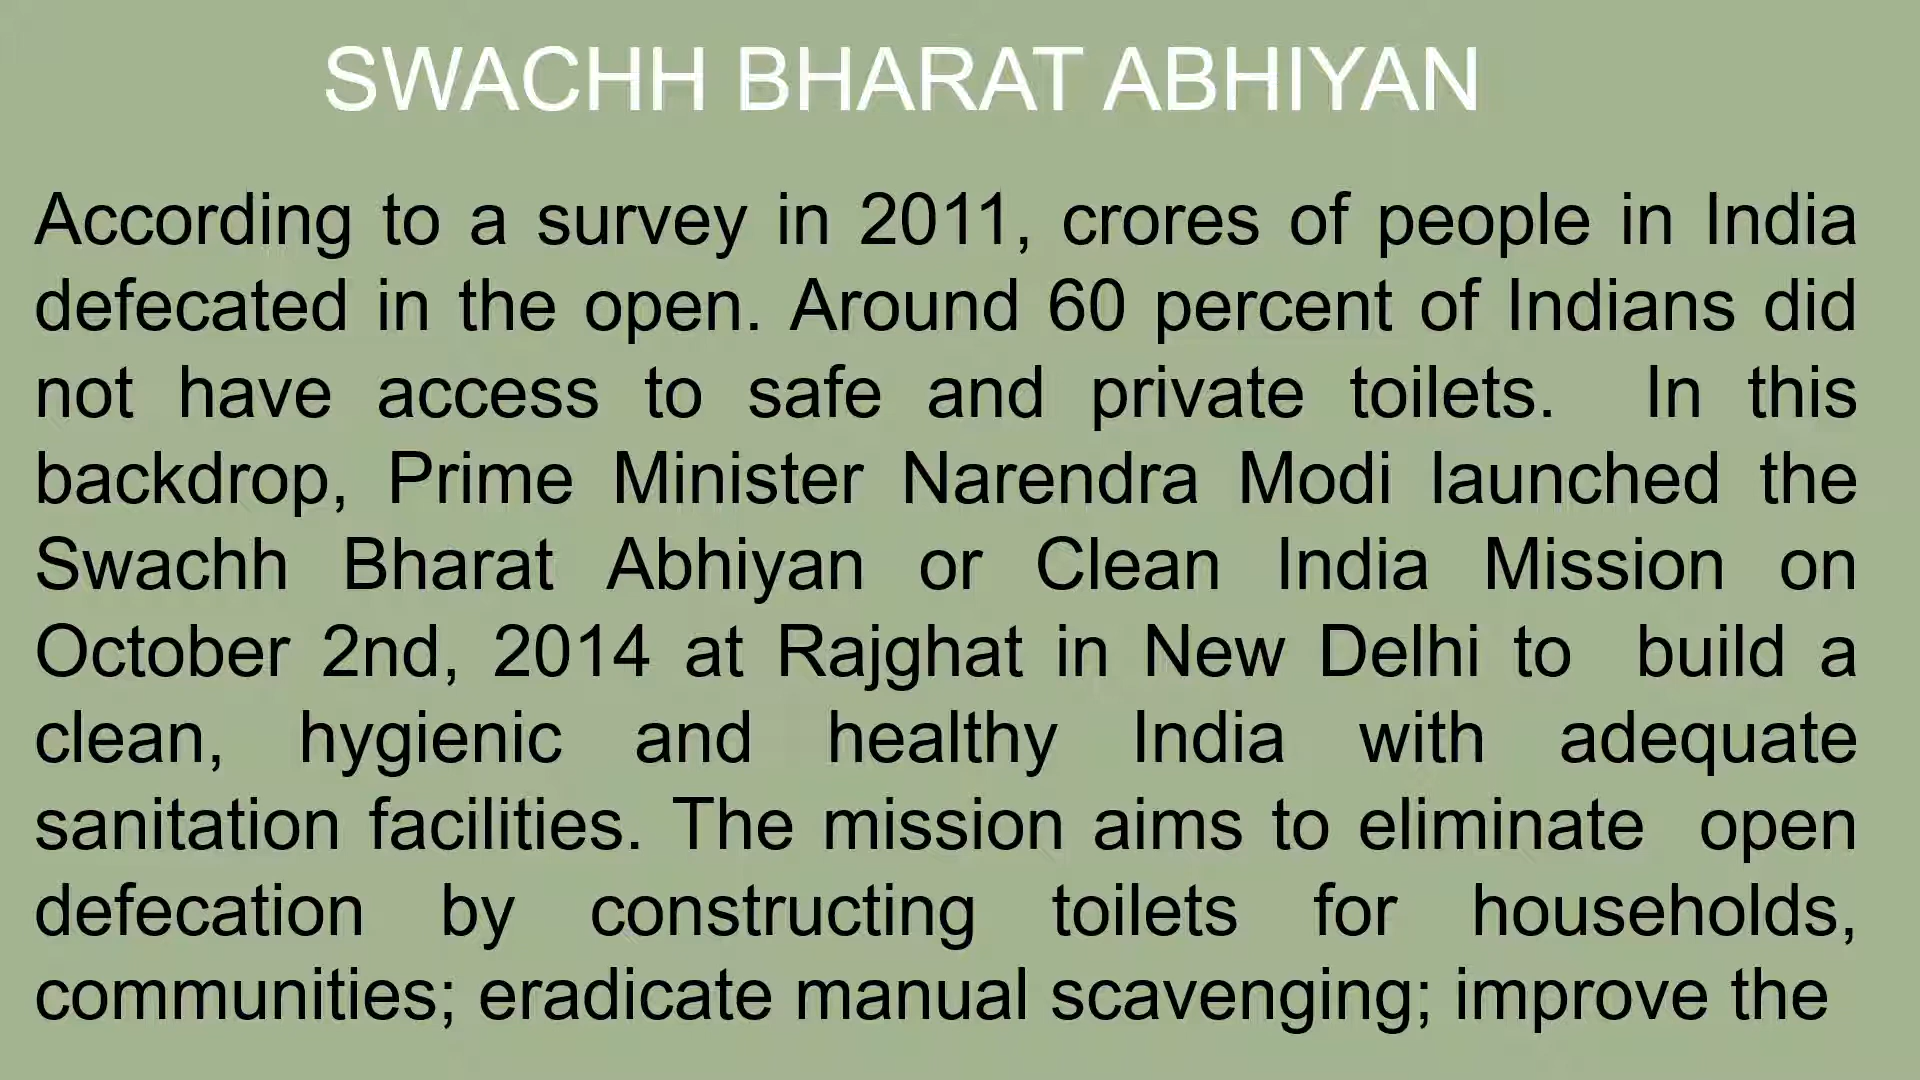 SWACHH BHARAT ABHIYAN
According to a survey in 2011, crores of people in India
defecated in the open. Around 60 percent of Indians did
not have access to safe and private toilets. In this
backdrop, Prime Minister Narendra Modi launched the
Swachh Bharat Abhiyan or Clean India Mission on
October 2nd, 2014 at Rajghat in New Delhi to build a
clean, hygienic and healthy India with adequate
sanitation facilities. The mission aims to eliminate open
defecation by constructing toilets for households,
communities; eradicate manual scavenging; improve the